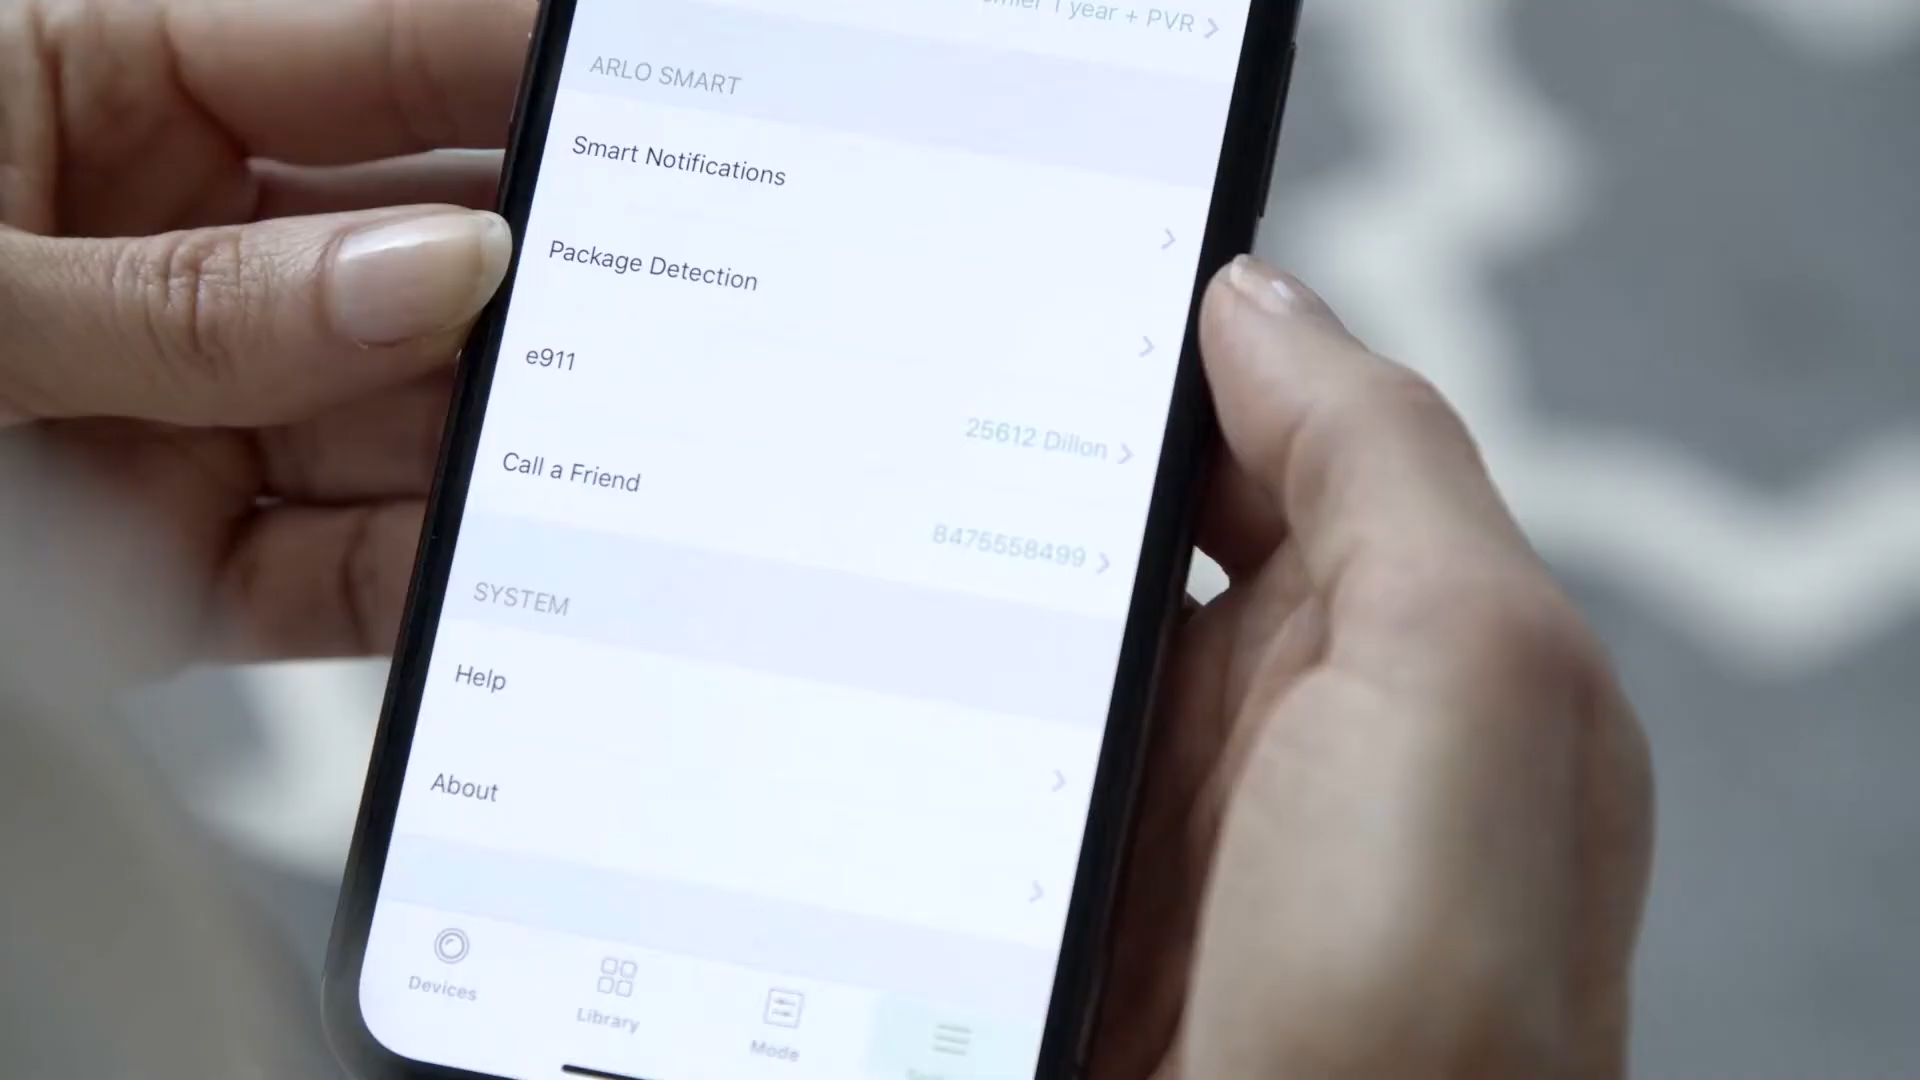 1 year + PVR
ARLO SMART
Smart Notifications
Package Detection
e911
25612 Dillon
Call a Friend
8475558499
SYSTEM
Help
About
Devices
Library
Mode